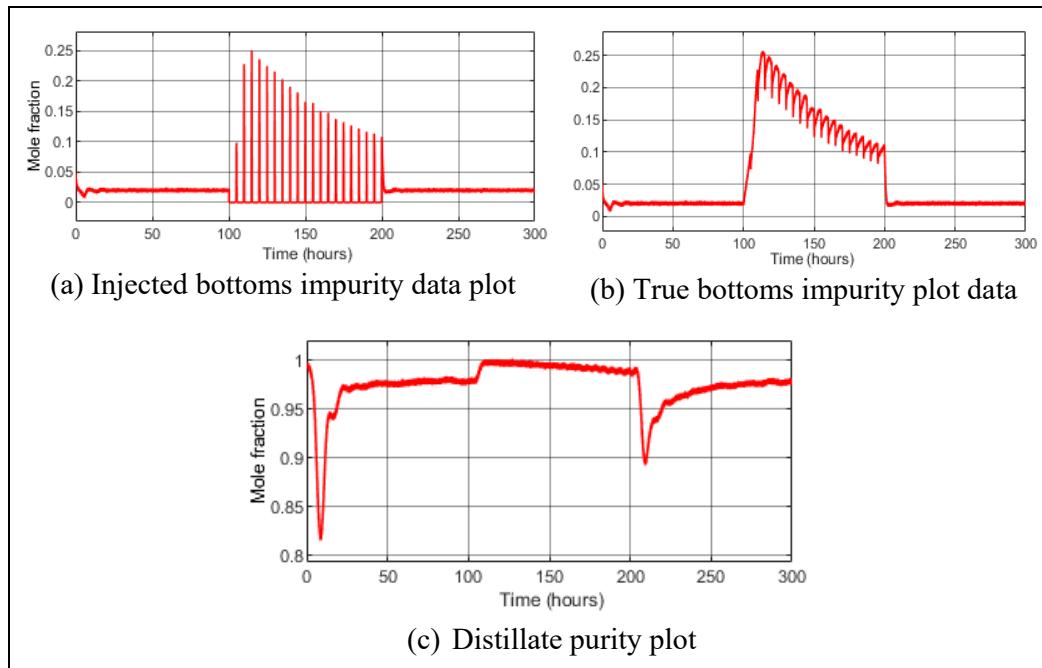 0.25
0.2
0.15
0.1
0.05
0
Mole fraction
0 50 100 150 200 250 300
Time (hours)
(a) Injected bottoms impurity data plot
0.25
0.2
0.15
0.1
0.05
0
Mole fraction
0 50 100 150 200 250 300
Time (hours)
(b) True bottoms impurity plot data
1
0.95
0.9
0.85
0.8
Mole fraction
0 50 100 150 200 250 300
Time (hours)
(c) Distillate purity plot